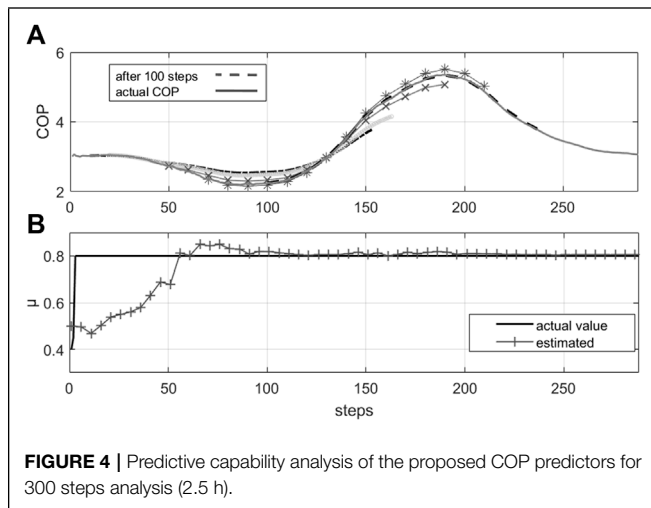 A
6
after 100 steps
actual COP
COP
4
2
0 50 100 150 200 250
B
0.8
μ
0.6
0.4
actual value
estimated
0 50 100 150 200 250
steps
FIGURE 4 | Predictive capability analysis of the proposed COP predictors for
300 steps analysis (2.5 h).